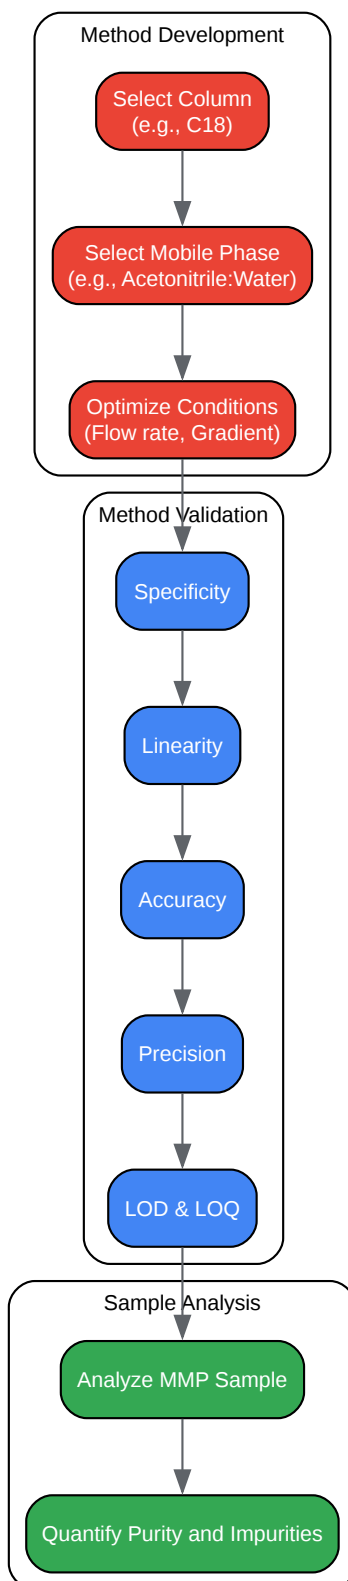 Method Development
Select Column
(e.g., C18)
Select Mobile Phase
(e.g., Acetonitrile:Water)
Optimize Conditions
(Flow rate, Gradient)
Method Validation
Specificity
Linearity
Accuracy
Precision
LOD & LOQ
Sample Analysis
Analyze MMP Sample
Quantify Purity and Impurities